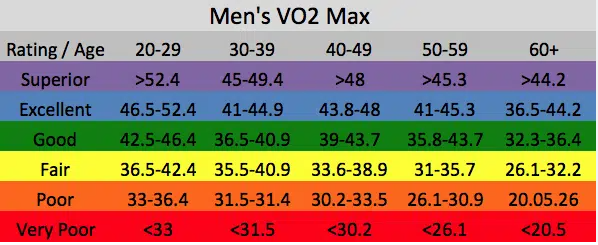 Men's VO2 Max
Rating / Age 20-29 30-39 40-49 50-59 60+
Superior >52.4 45-49.4 >48 >45.3 >44.2
Excellent 46.5-52.4 41-44.9 43.8-48 41-45.3 36.5-44.2
Good 42.5-46.4 36.5-40.9 39-43.7 35.8-43.7 32.3-36.4
Fair 36.5-42.4 35.5-40.9 33.6-38.9 31-35.7 26.1-32.2
Poor 33-36.4 31.5-31.4 30.2-33.5 26.1-30.9 20.05.26
Very Poor <33 <31.5 <30.2 <26.1 <20.5